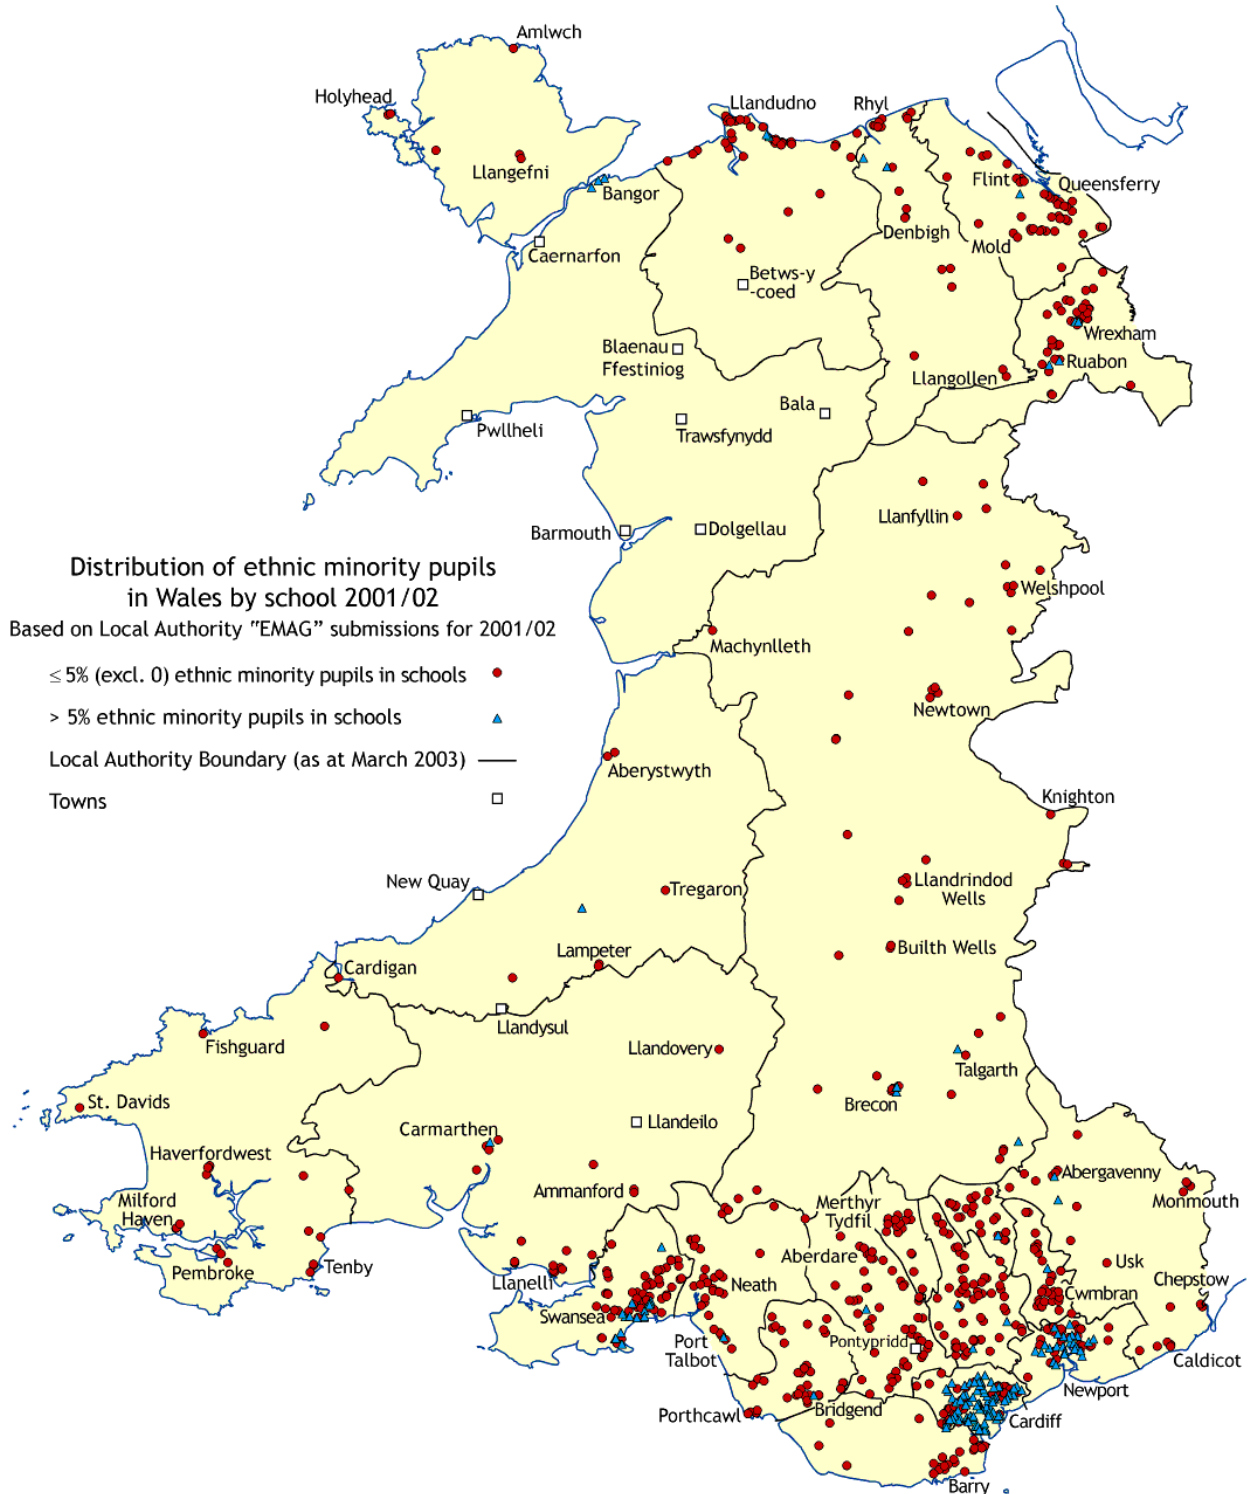 Amlwch
Holyhead
Llandudno
Rhyl
Llangefni
Bangor
Flint
Queensferry
Denbigh
Mold
Caernarfon
Betws-y
-coed
Wrexham
Blaenau
Ffestiniog
Ruabon
Llangollen
Bala
Pwllheli
Trawsfynydd
Llanfyllin
Barmouth
Dolgellau
Distribution of ethnic minority pupils
in Wales by school 2001/02
Based on Local Authority "EMAG" submissions for 2001/02
≤ 5% (excl. 0) ethnic minority pupils in schools
> 5% ethnic minority pupils in schools
Local Authority Boundary (as at March 2003)
Towns
Welshpool
Machynlleth
Newtown
Aberystwyth
Knighton
New Quay
Tregaron
Llandrindod
Wells
Lampeter
Builth Wells
Cardigan
Llandysul
Fishguard
Llandovery
Talgarth
St. Davids
Brecon
Carmarthen
Llandeilo
Haverfordwest
Abergavenny
Ammanford
Monmouth
Milford
Haven
Merthyr
Tydfil
Aberdare
Usk
Pembroke
Tenby
Llanelli
Neath
Chepstow
Cwmbran
Swansea
Port
Talbot
Pontypridd
Caldicot
Newport
Porthcawl
Bridgend
Cardiff
Barry